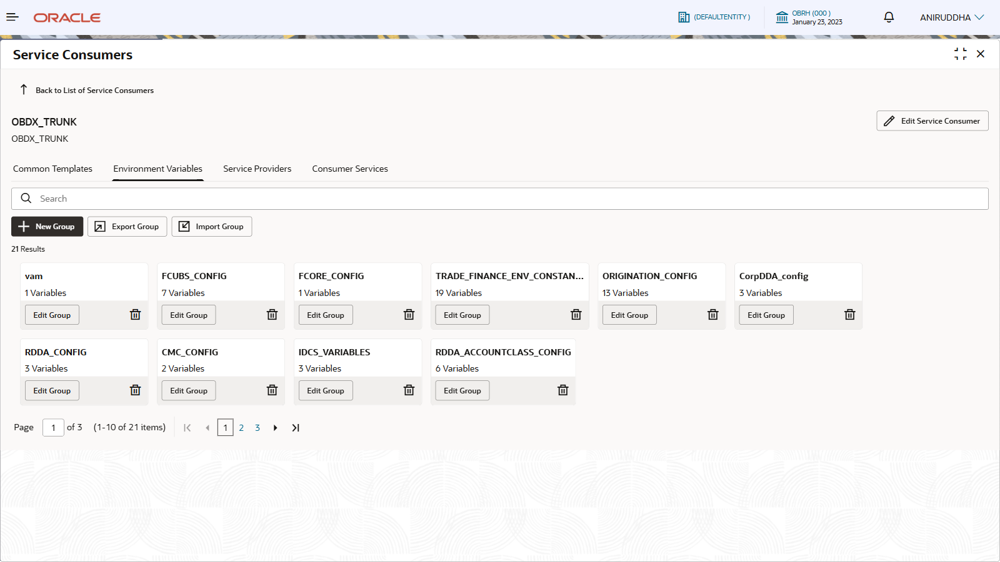 ORACLE
(DEFAULTENTITY )
OBRH (000 )
January 23, 2023
ANIRUDDHA
Service Consumers
Back to List of Service Consumers
OBDX_TRUNK
Edit Service Consumer
OBDX_TRUNK
Common Templates Environment Variables Service Providers Consumer Services
Search
New Group Export Group Import Group
21 Results
vam FCUBS_CONFIG FCORE_CONFIG TRADE_FINANCE_ENV_CONSTAN... ORIGINATION_CONFIG CorpDDA_config
1 Variables 7 Variables 1 Variables 19 Variables 13 Variables 3 Variables
Edit Group Edit Group Edit Group Edit Group Edit Group Edit Group
RDDA_CONFIG CMC_CONFIG IDCS_VARIABLES RDDA_ACCOUNTCLASS_CONFIG
3 Variables 2 Variables 3 Variables 6 Variables
Edit Group Edit Group Edit Group Edit Group
Page 1 of 3 (1-10 of 21 items) 1 2 3